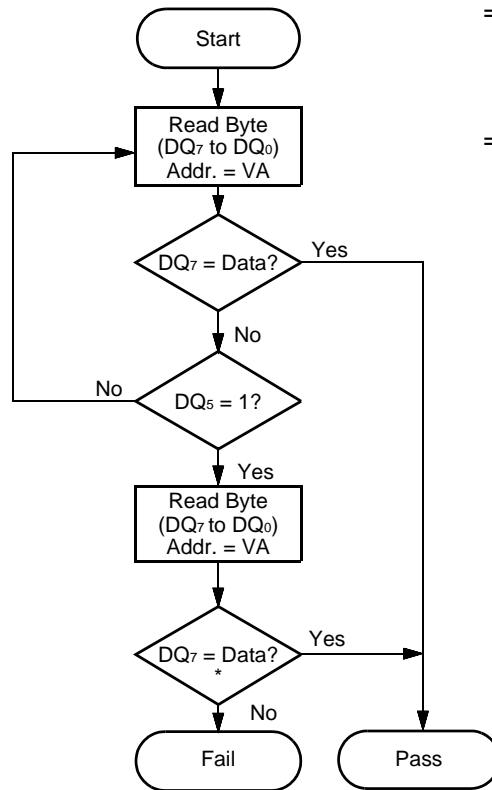 Start
=
Read Byte
(DQ7 to DQ0)
Addr. = VA
=
DQ7 = Data?
Yes
No
DQ5 = 1?
No
Yes
Read Byte
(DQ7 to DQ0)
Addr. = VA
DQ7 = Data?
*
Yes
No
Fail
Pass